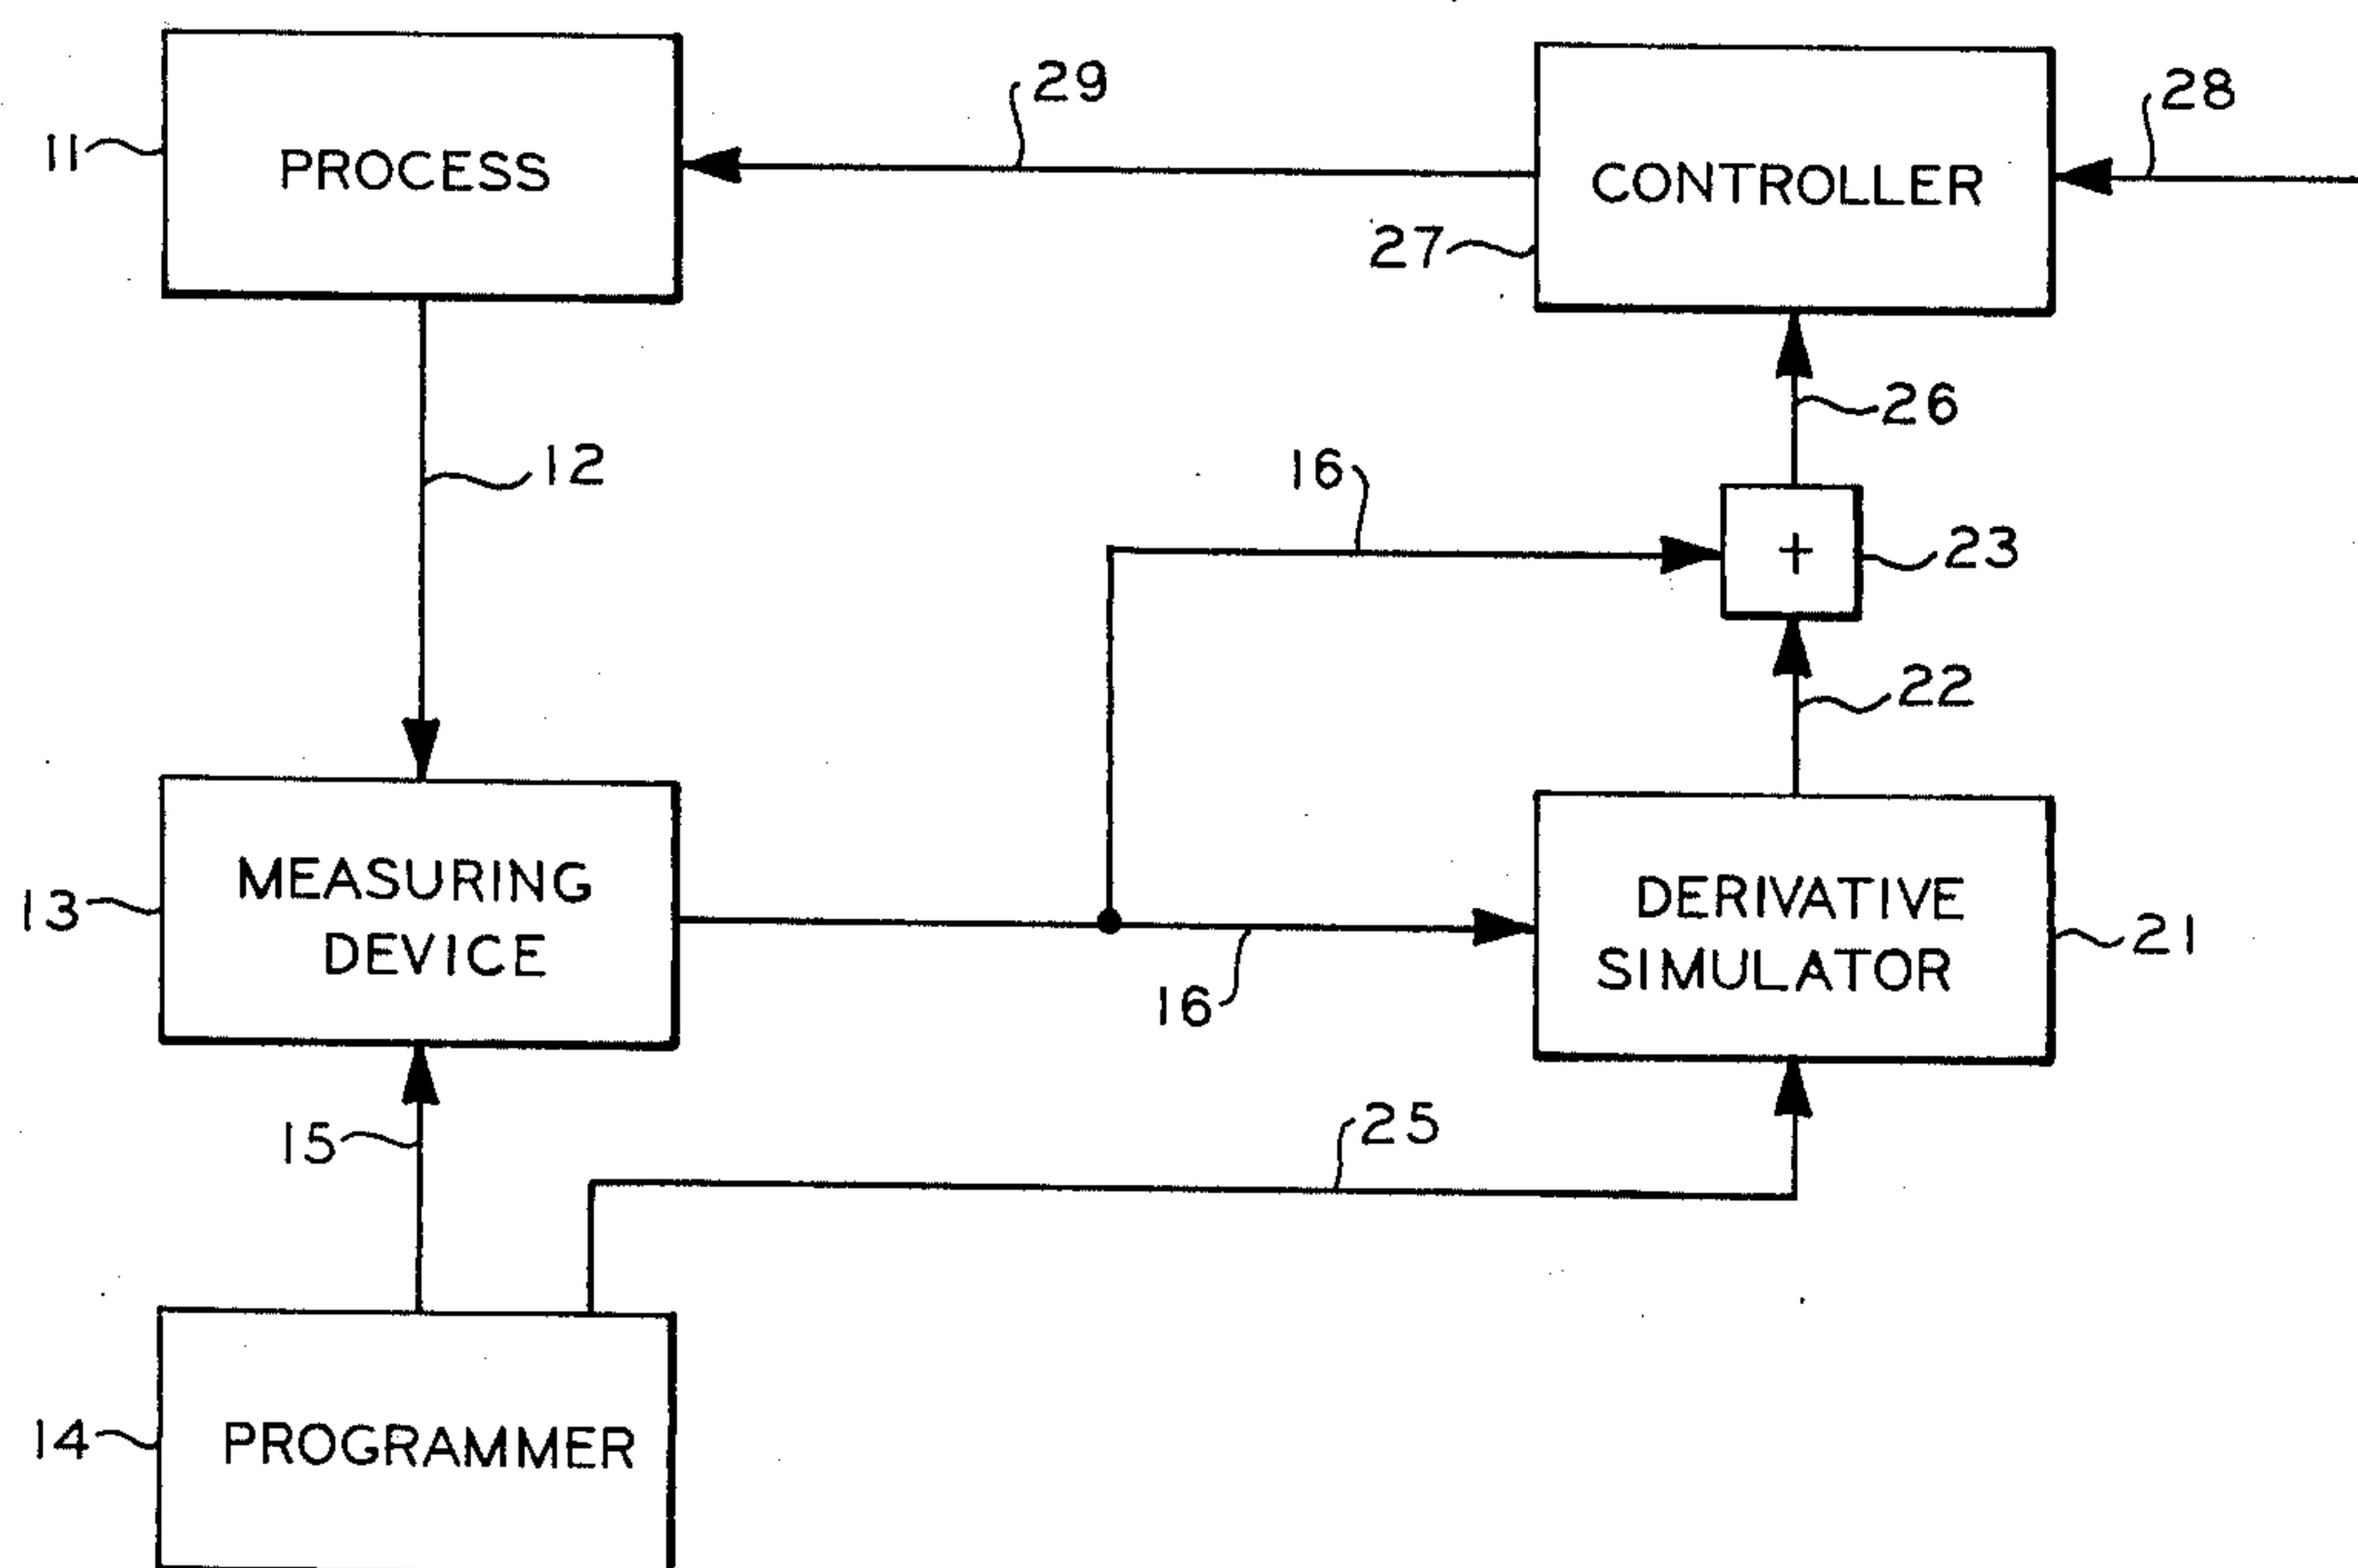 29
28
11
PROCESS
CONTROLLER
27
26
12
16
+
23
22
MEASURING
DEVICE
13
DERIVATIVE
SIMULATOR
21
16
15
25
14
PROGRAMMER